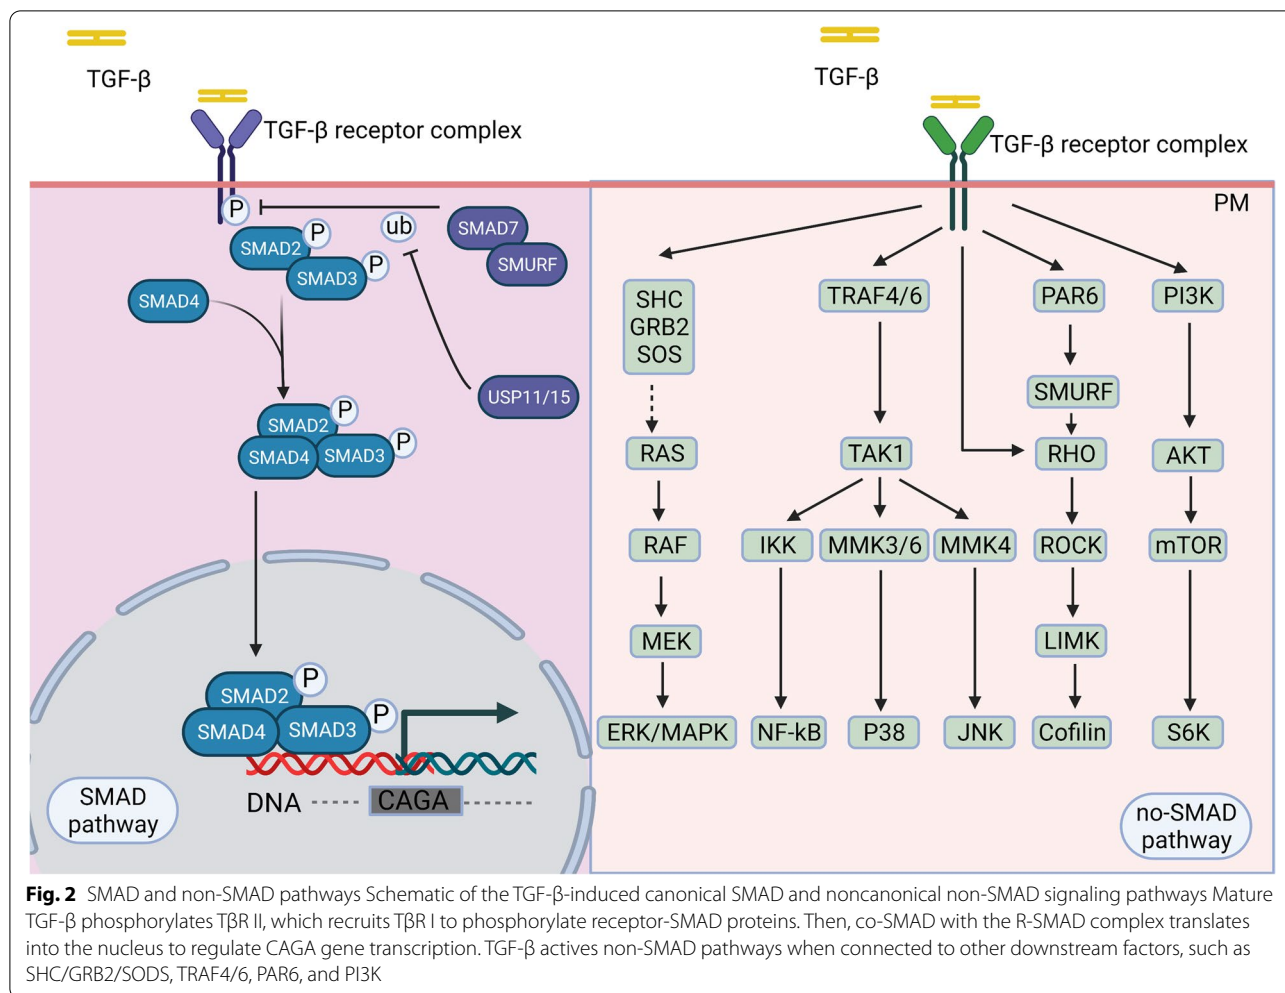 TGF-β
TGF-β receptor complex
P
SMAD2
P
SMAD3
P
ub
SMAD7
SMURF
SMAD4
USP11/15
SMAD2
P
SMAD4
SMAD3
P
SMAD2
P
SMAD4
SMAD3
P
DNA
CAGA
SMAD
pathway
TGF-β
TGF-β receptor complex
PM
SHC
GRB2
SOS
TRAF4/6
PAR6
PI3K
SMURF
RAS
TAK1
RHO
AKT
RAF
IKK
MMK3/6
MMK4
ROCK
mTOR
MEK
LIMK
ERK/MAPK
NF-kB
P38
JNK
Cofilin
S6K
no-SMAD
pathway
Fig. 2 SMAD and non-SMAD pathways Schematic of the TGF-β-induced canonical SMAD and noncanonical non-SMAD signaling pathways Mature
TGF-β phosphorylates TβR II, which recruits TβR I to phosphorylate receptor-SMAD proteins. Then, co-SMAD with the R-SMAD complex translates
into the nucleus to regulate CAGA gene transcription. TGF-β actives non-SMAD pathways when connected to other downstream factors, such as
SHC/GRB2/SODS, TRAF4/6, PAR6, and PI3K